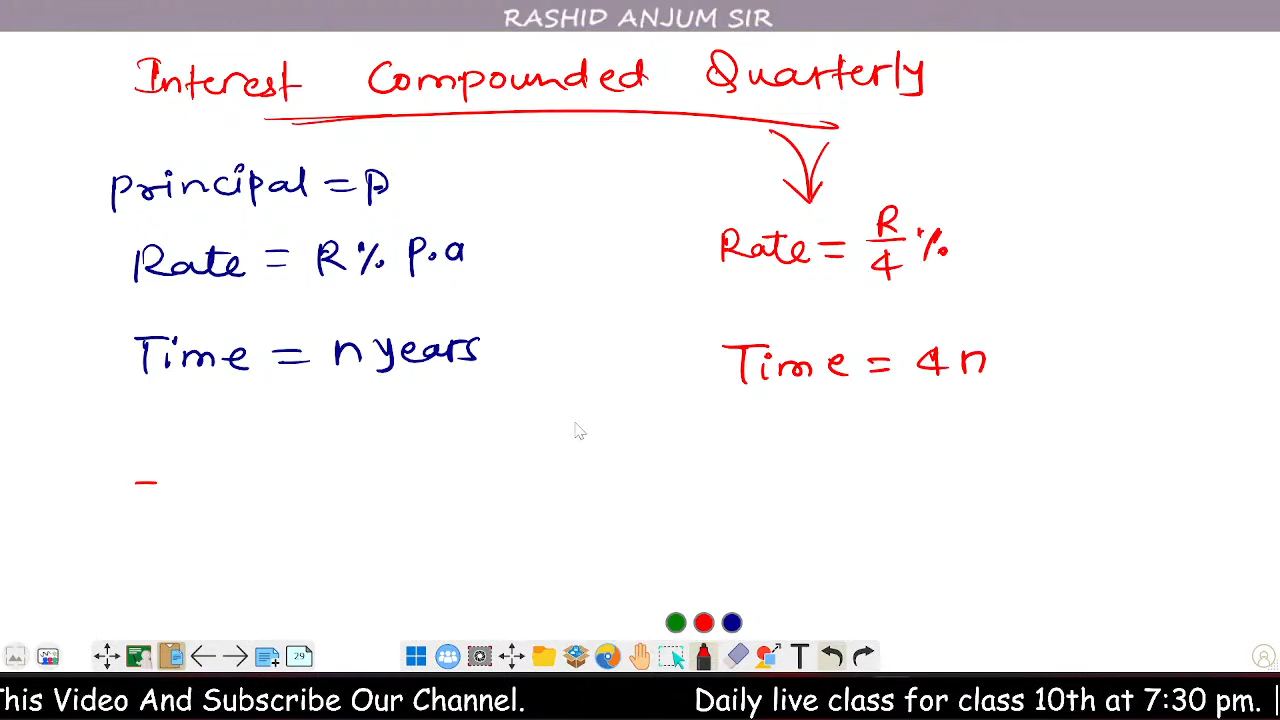 RASHID ANJUM SIR
Interest Compounded Quarterly
principal = P
Rate = R% p.a
Time = n years
Rate = R/4 %
Time = 4n
29
This Video And Subscribe Our Channel. Daily live class for class 10th at 7:30 pm.